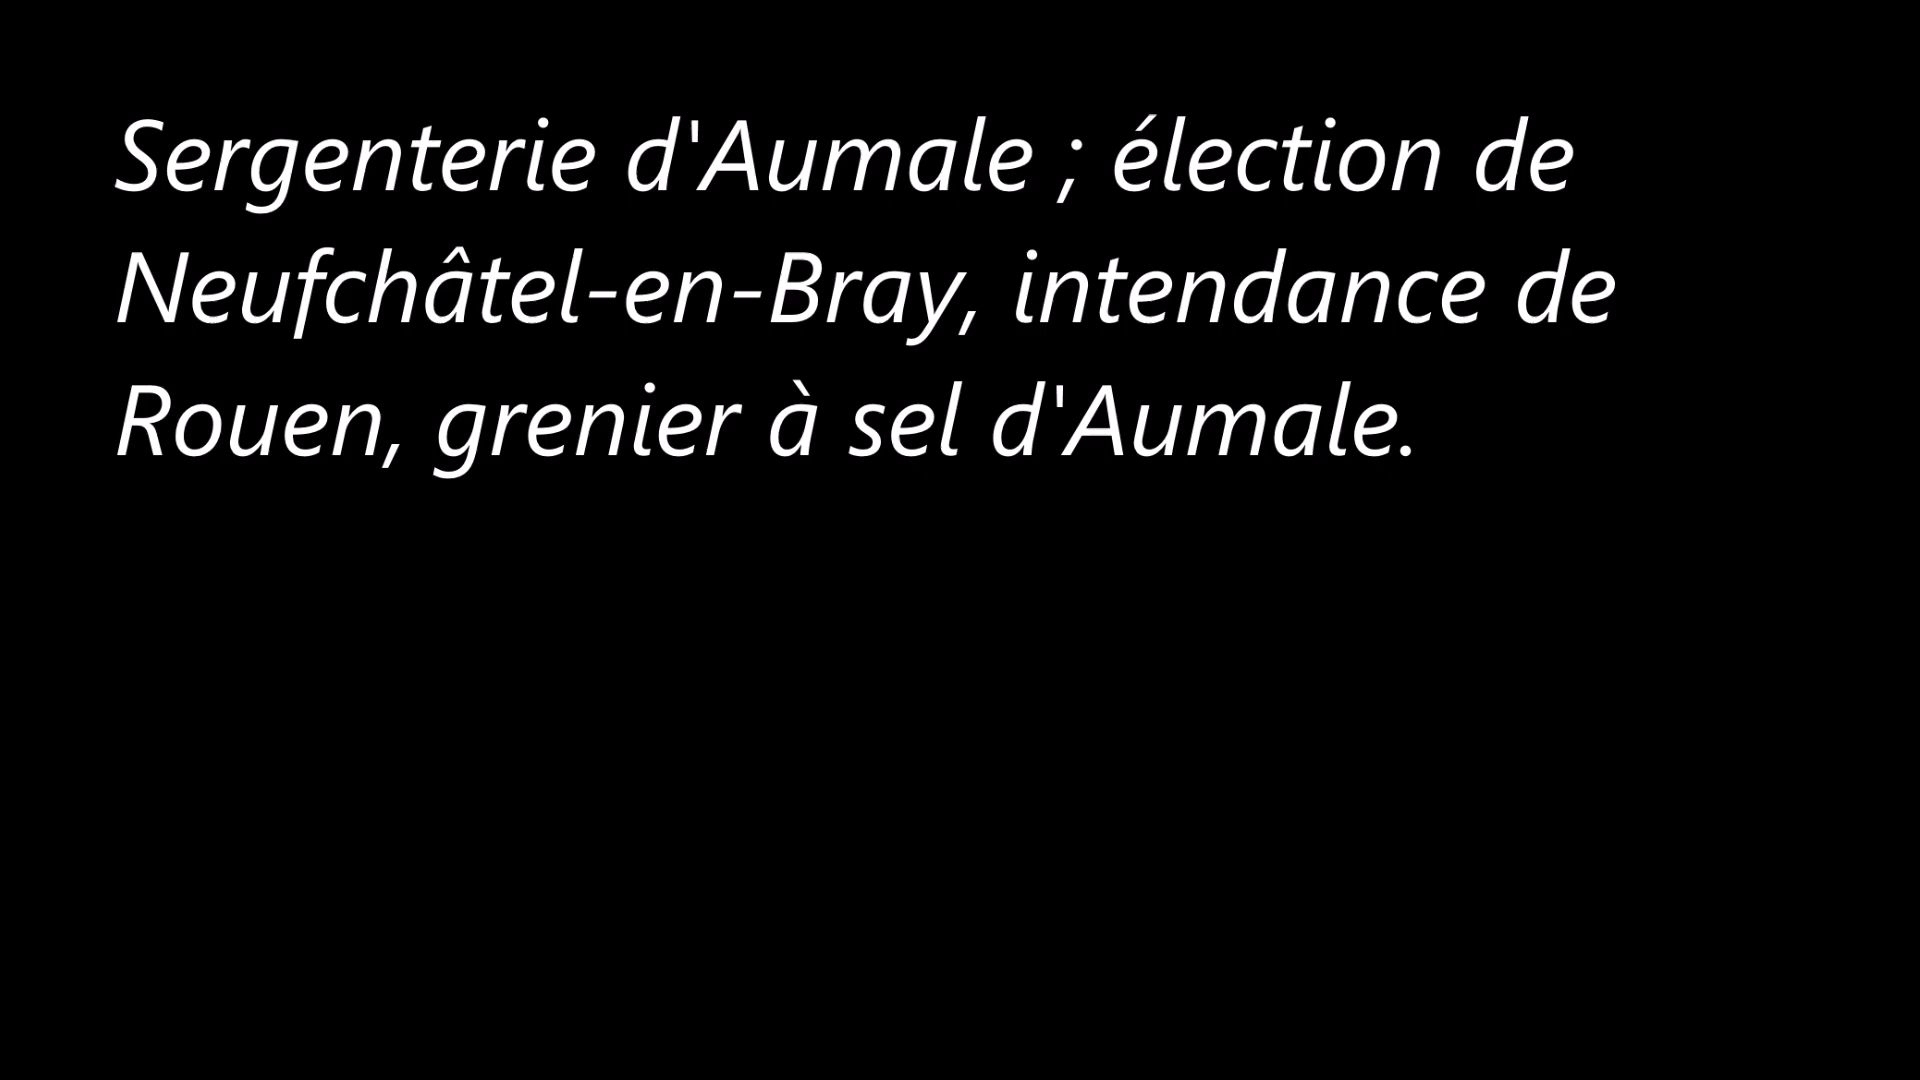 Sergenterie d'Aumale ; élection de
Neufchâtel-en-Bray, intendance de
Rouen, grenier à sel d'Aumale.